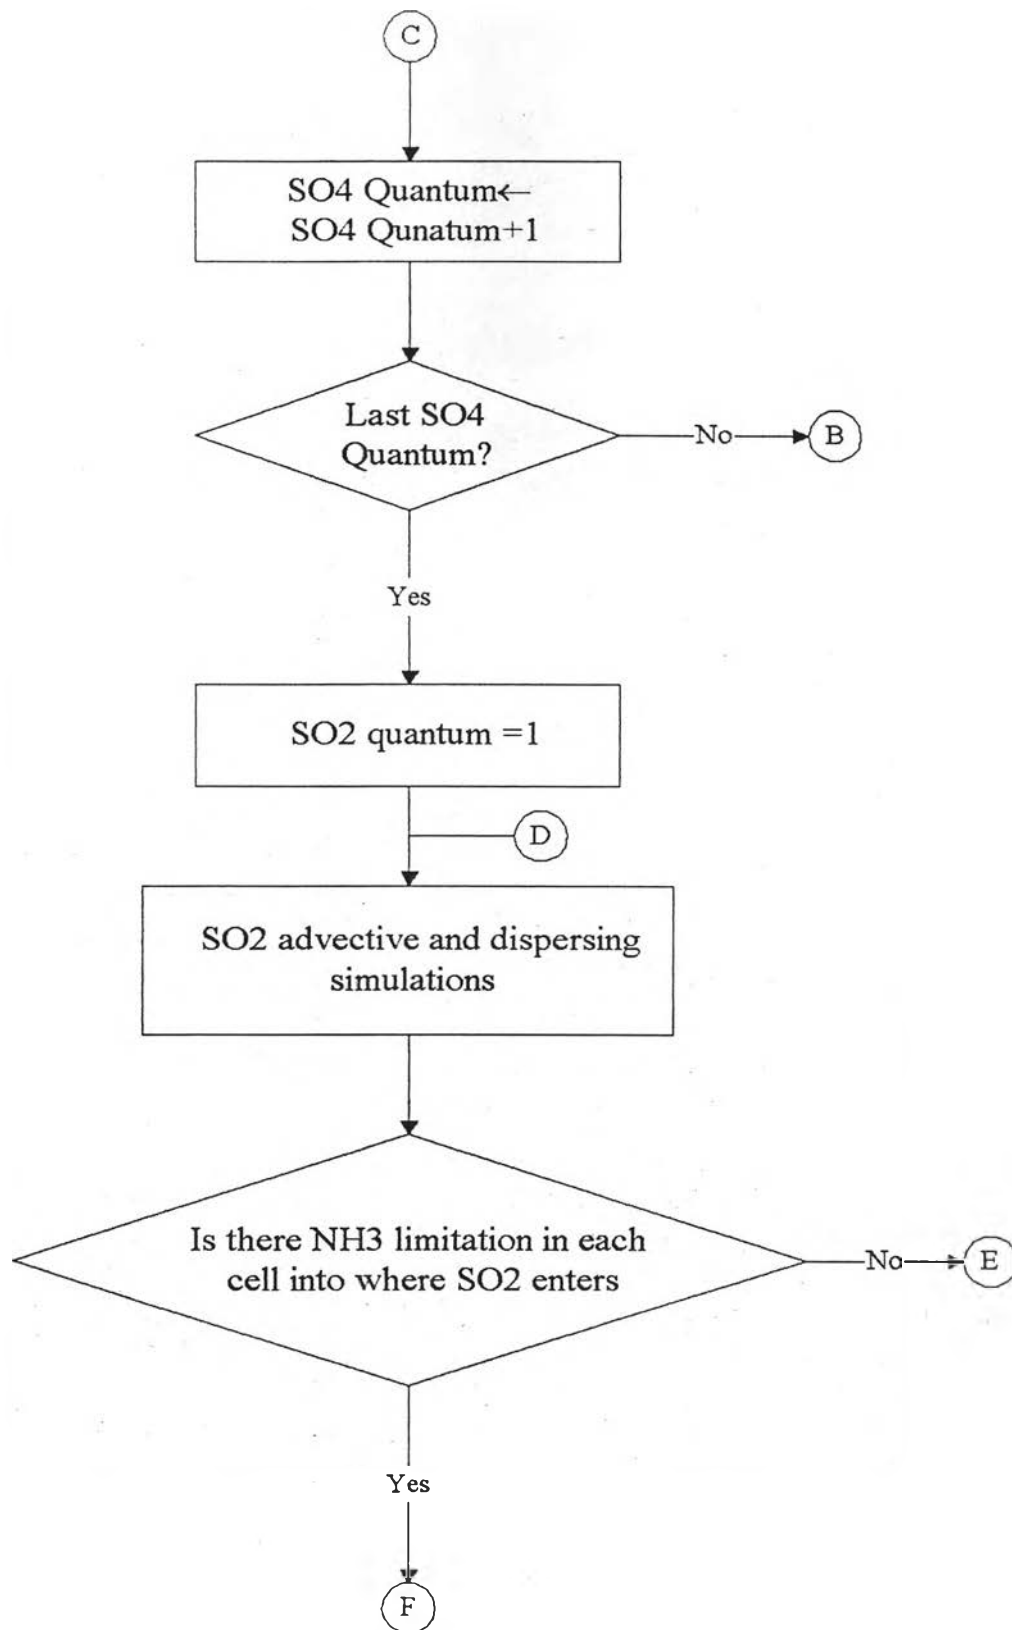 C
SO4 Quantum←
SO4 Qunatum+1
Last SO4
Quantum?
No
B
Yes
SO2 quantum =1
D
SO2 advective and dispersing
simulations
Is there NH3 limitation in each
cell into where SO2 enters
No
E
Yes
F